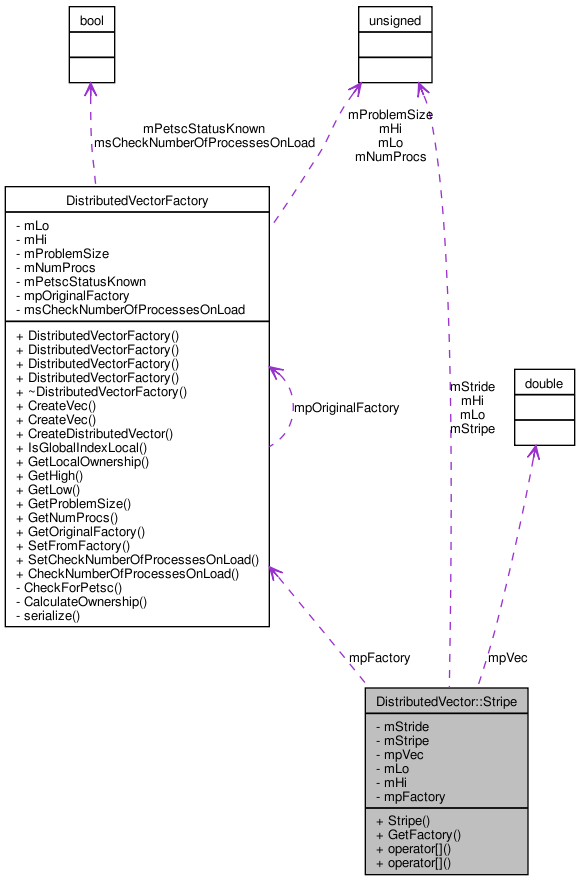 bool
unsigned
mPetscStatusKnown
msCheckNumberOfProcessesOnLoad
mProblemSize
mHi
mLo
mNumProcs
DistributedVectorFactory
- mLo
- mHi
- mProblemSize
- mNumProcs
- mPetscStatusKnown
- mpOriginalFactory
- msCheckNumberOfProcessesOnLoad
+ DistributedVectorFactory()
+ DistributedVectorFactory()
+ DistributedVectorFactory()
+ DistributedVectorFactory()
+ ~DistributedVectorFactory()
+ CreateVec()
+ CreateVec()
+ CreateDistributedVector()
+ IsGlobalIndexLocal()
+ GetLocalOwnership()
+ GetHigh()
+ GetLow()
+ GetProblemSize()
+ GetNumProcs()
+ GetOriginalFactory()
+ SetFromFactory()
+ SetCheckNumberOfProcessesOnLoad()
+ CheckNumberOfProcessesOnLoad()
- CheckForPetsc()
- CalculateOwnership()
- serialize()
mpOriginalFactory
double
mStride
mHi
mLo
mStripe
mpFactory
mpVec
DistributedVector::Stripe
- mStride
- mStripe
- mpVec
- mLo
- mHi
- mpFactory
+ Stripe()
+ GetFactory()
+ operator[]()
+ operator[]()